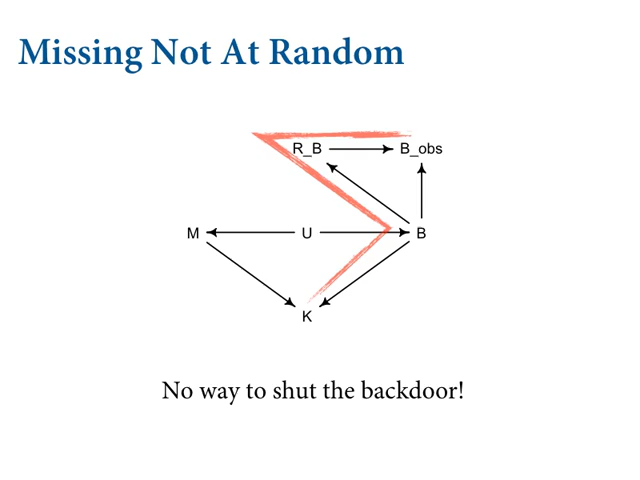 Missing Not At Random
R_B B_obs
M U B
K
No way to shut the backdoor!